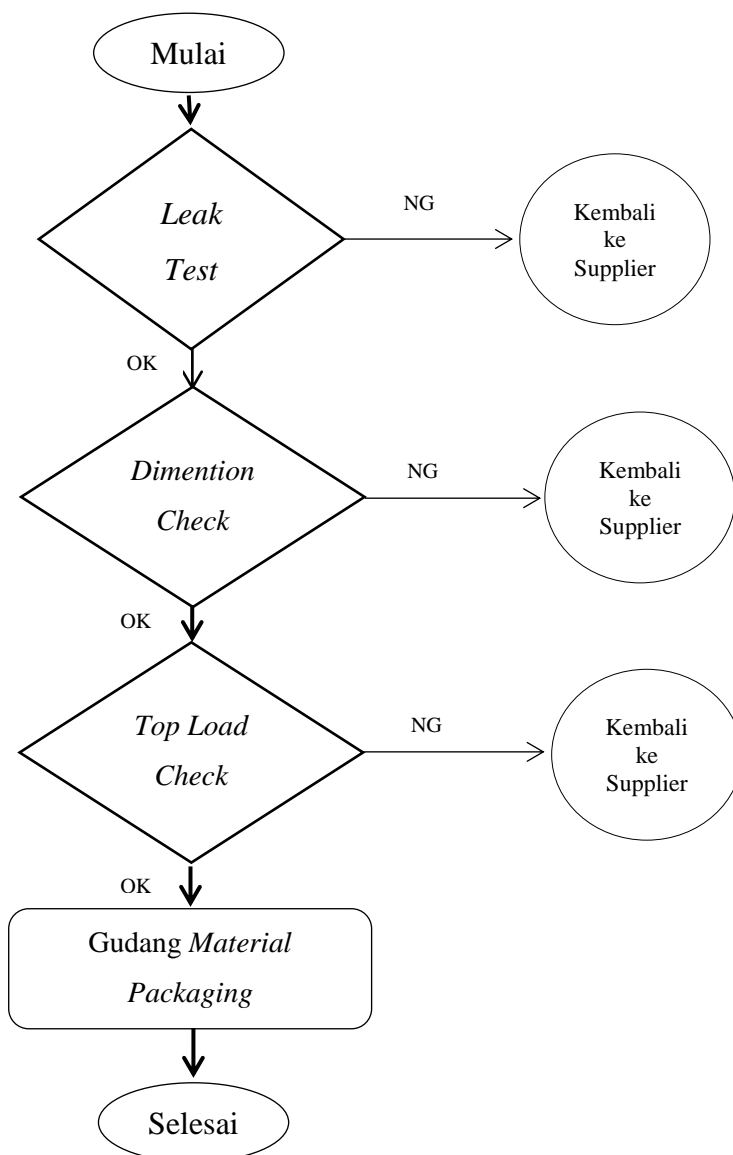 Mulai
Leak
Test
NG
Kembali
ke
Supplier
OK
Dimention
Check
NG
Kembali
ke
Supplier
OK
Top Load
Check
NG
Kembali
ke
Supplier
OK
Gudang Material
Packaging
Selesai